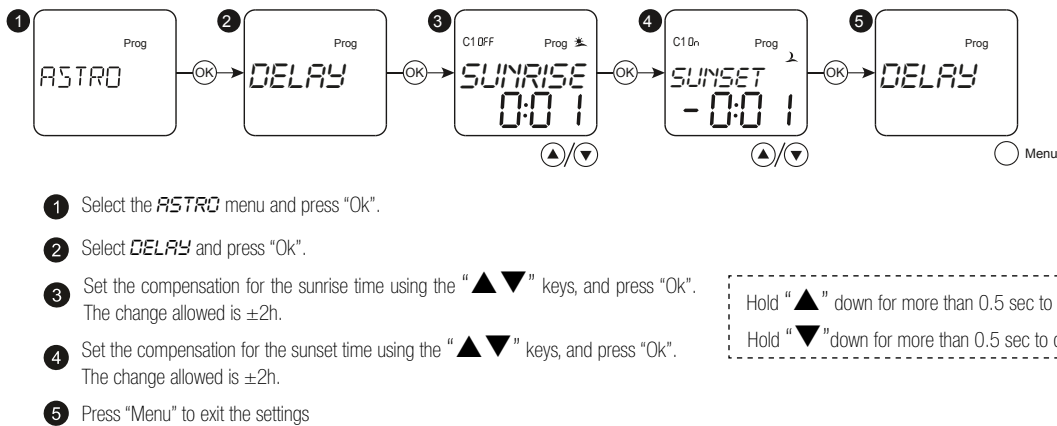 1 2 3 4 5
Prog
ASTRO
OK
Prog
DELAY
OK
C1 OFF Prog
SUNRISE
0:01
OK
C1 On Prog
SUNSET
- 0:01
OK
Prog
DELAY
▲/▼ ▲/▼ Menu
1 Select the ASTRO menu and press “Ok”.
2 Select DELAY and press “Ok”.
3 Set the compensation for the sunrise time using the “▲ ▼” keys, and press “Ok”.
The change allowed is ±2h.
4 Set the compensation for the sunset time using the “▲ ▼” keys, and press “Ok”.
The change allowed is ±2h.
5 Press “Menu” to exit the settings
Hold “▲” down for more than 0.5 sec to
Hold “▼”down for more than 0.5 sec to